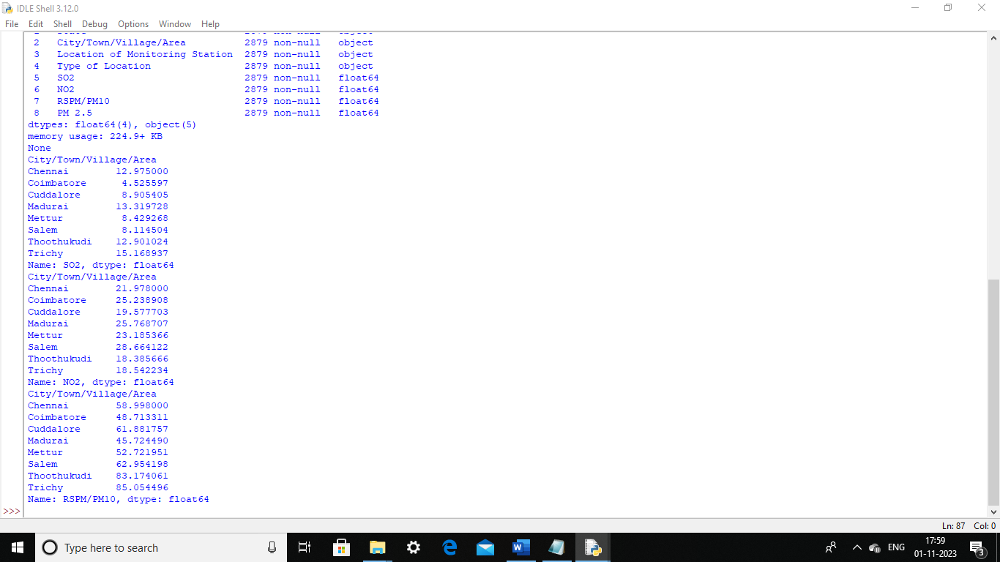 IDLE Shell 3.12.0
File Edit Shell Debug Options Window Help
2 City/Town/Village/Area 2879 non-null object
3 Location of Monitoring Station 2879 non-null object
4 Type of Location 2879 non-null object
5 SO2 2879 non-null float64
6 NO2 2879 non-null float64
7 RSPM/PM10 2879 non-null float64
8 PM 2.5 2879 non-null float64
dtypes: float64(4), object(5)
memory usage: 224.9+ KB
None
City/Town/Village/Area
Chennai 12.975000
Coimbatore 4.525597
Cuddalore 8.905405
Madurai 13.319728
Mettur 8.429268
Salem 8.114504
Thoothukudi 12.901024
Trichy 15.168937
Name: SO2, dtype: float64
City/Town/Village/Area
Chennai 21.978000
Coimbatore 25.238908
Cuddalore 19.577703
Madurai 25.768707
Mettur 23.185366
Salem 28.664122
Thoothukudi 18.385666
Trichy 18.542234
Name: NO2, dtype: float64
City/Town/Village/Area
Chennai 58.998000
Coimbatore 48.713311
Cuddalore 61.881757
Madurai 45.724490
Mettur 52.721951
Salem 62.954198
Thoothukudi 83.174061
Trichy 85.054496
Name: RSPM/PM10, dtype: float64
>>>
Ln: 87 Col: 0
Type here to search
ENG
17:59
01-11-2023
3